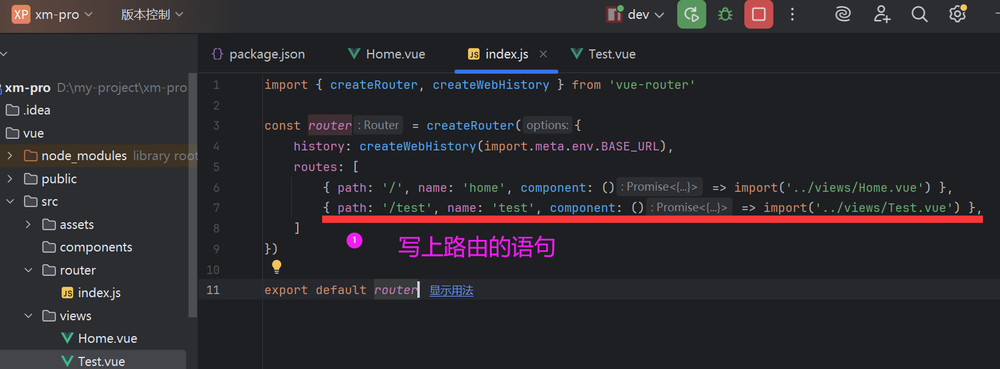 XP xm-pro 版本控制 dev
package.json Home.vue index.js Test.vue
xm-pro D:\my-project\xm-pro
.idea
vue
node_modules library root
public
src
assets
components
router
index.js
views
Home.vue
Test.vue
1 import { createRouter, createWebHistory } from 'vue-router'
2
3 const router : Router = createRouter( options: {
4 history: createWebHistory(import.meta.env.BASE_URL),
5 routes: [
6 { path: '/', name: 'home', component: () : Promise<{...}> => import('../views/Home.vue') },
7 { path: '/test', name: 'test', component: () : Promise<{...}> => import('../views/Test.vue') },
8 ]
1 写上路由的语句
9 })
10
11 export default router 显示用法